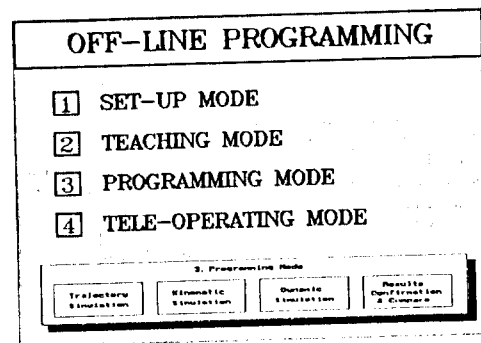 OFF-LINE PROGRAMMING
1 SET-UP MODE
2 TEACHING MODE
3 PROGRAMMING MODE
4 TELE-OPERATING MODE
3. Programming Mode
Trajectory
Simulation
Kinematic
Simulation
Dynamic
Simulation
Results
Confirmation
& Compare